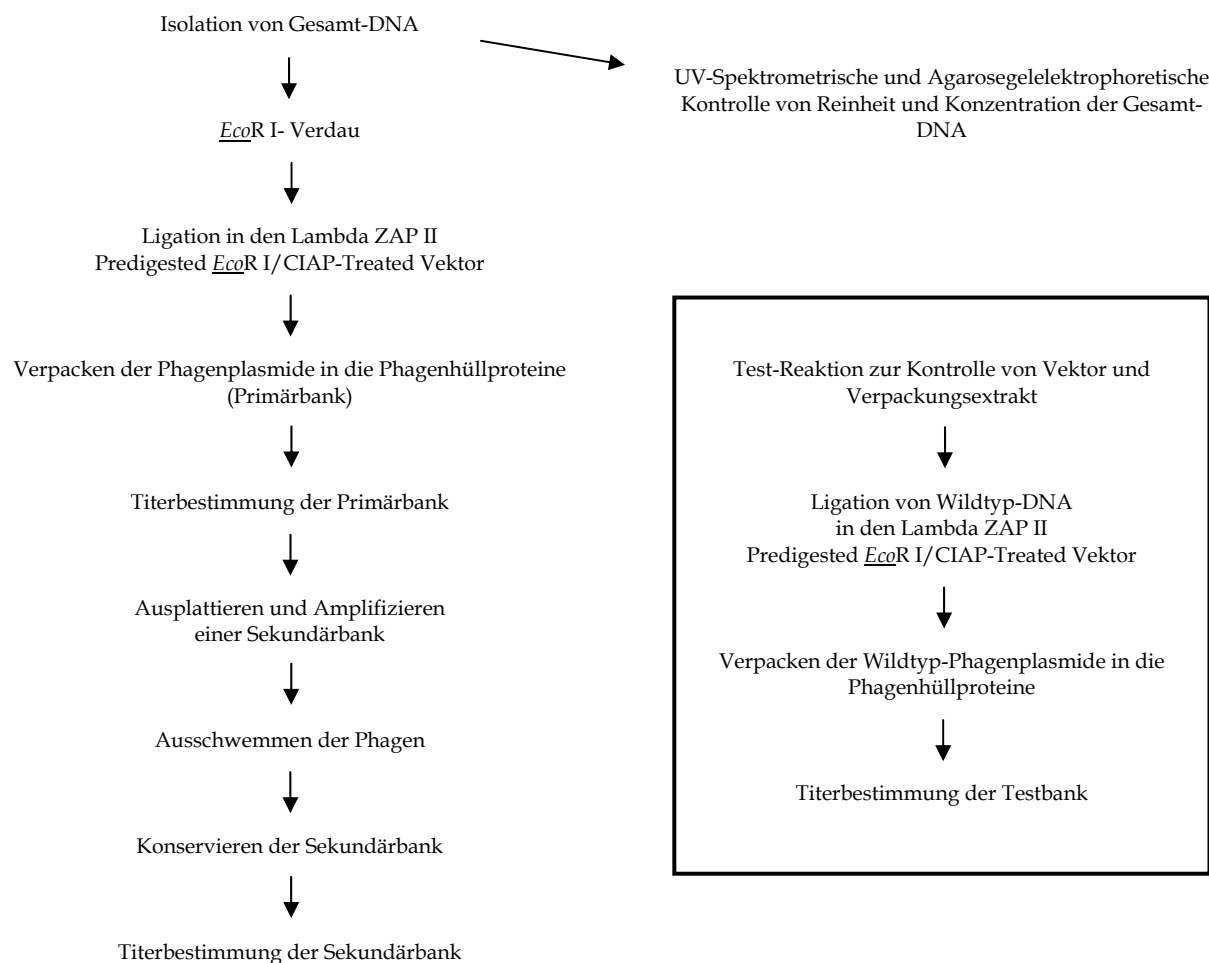 Isolation von Gesamt-DNA
UV-Spektrometrische und Agarosegelelektrophoretische
Kontrolle von Reinheit und Konzentration der Gesamt-
DNA
EcoR I- Verdau
Ligation in den Lambda ZAP II
Predigested EcoR I/CIAP-Treated Vektor
Verpacken der Phagenplasmide in die Phagenhüllproteine
(Primärbank)
Titerbestimmung der Primärbank
Ausplattieren und Amplifizieren
einer Sekundärbank
Ausschwemmen der Phagen
Konservieren der Sekundärbank
Titerbestimmung der Sekundärbank
Test-Reaktion zur Kontrolle von Vektor und
Verpackungsextrakt
Ligation von Wildtyp-DNA
in den Lambda ZAP II
Predigested EcoR I/CIAP-Treated Vektor
Verpacken der Wildtyp-Phagenplasmide in die
Phagenhüllproteine
Titerbestimmung der Testbank